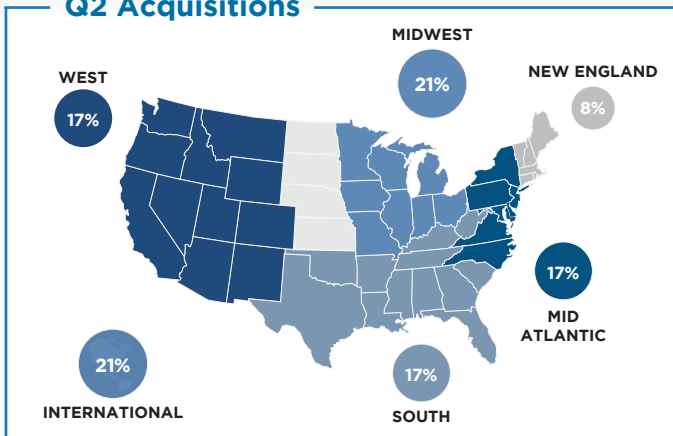 Q2 Acquisitions
MIDWEST
21%
WEST
17%
NEW ENGLAND
8%
17%
MID
ATLANTIC
21%
INTERNATIONAL
17%
SOUTH